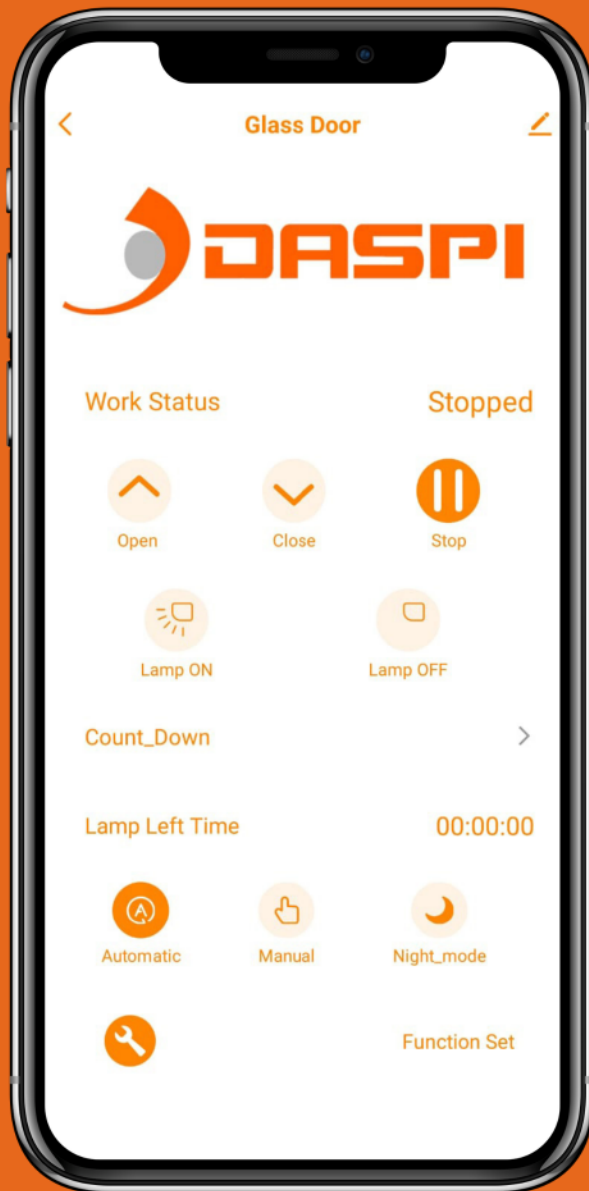 Glass Door
DASPI
Work Status Stopped
Open Close Stop
Lamp ON Lamp OFF
Count_Down
Lamp Left Time 00:00:00
A
Automatic Manual Night_mode
Function Set